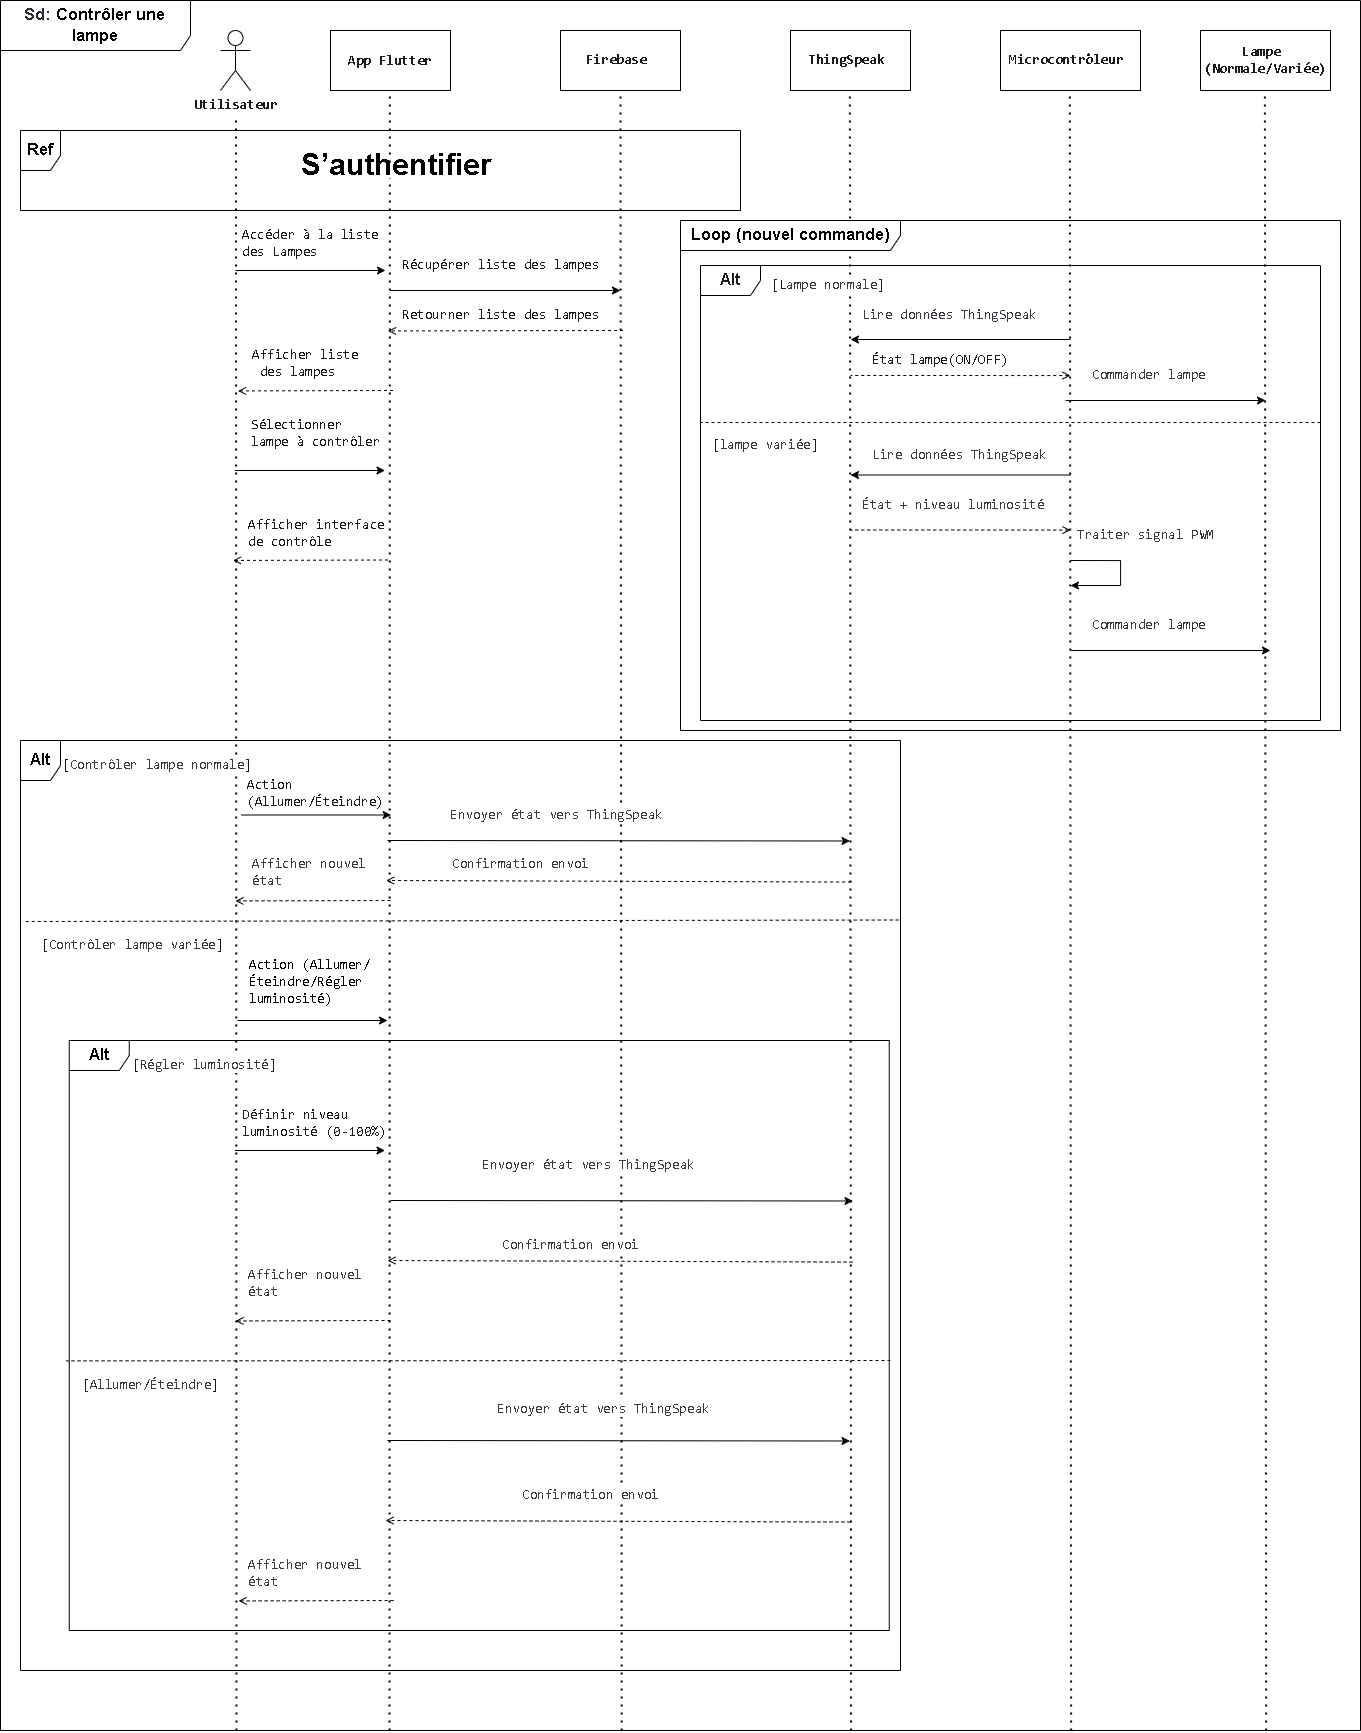 Sd: Contrôler une
lampe
Utilisateur
App Flutter
Firebase
ThingSpeak
Microcontrôleur
Lampe
(Normale/Variée)
Ref
S’authentifier
Accéder à la liste
des Lampes
Récupérer liste des lampes
Retourner liste des lampes
Afficher liste
des lampes
Sélectionner
lampe à contrôler
Afficher interface
de contrôle
Loop (nouvel commande)
Alt
[Lampe normale]
Lire données ThingSpeak
État lampe(ON/OFF)
Commander lampe
[lampe variée]
Lire données ThingSpeak
État + niveau luminosité
Traiter signal PWM
Commander lampe
Alt
[Contrôler lampe normale]
Action
(Allumer/Éteindre)
Envoyer état vers ThingSpeak
Confirmation envoi
Afficher nouvel
état
[Contrôler lampe variée]
Action (Allumer/
Éteindre/Régler
luminosité)
Alt
[Régler luminosité]
Définir niveau
luminosité (0-100%)
Envoyer état vers ThingSpeak
Confirmation envoi
Afficher nouvel
état
[Allumer/Éteindre]
Envoyer état vers ThingSpeak
Confirmation envoi
Afficher nouvel
état